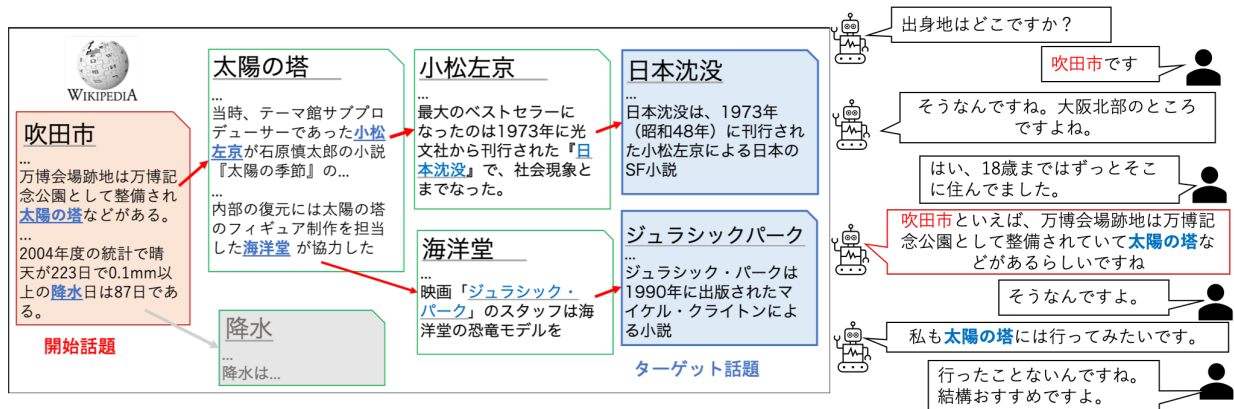 WIKIPEDIA
吹田市
...
万博会場跡地は万博記
念公園として整備され
太陽の塔などがある。
...
2004年度の統計で晴
天が223日で0.1mm以
上の降水日は87日であ
る。
開始話題
太陽の塔
...
当時、テーマ館サブプロ
デューサーであった小松
左京が石原慎太郎の小説
『太陽の季節』の...
...
内部の復元には太陽の塔
のフィギュア制作を担当
した海洋堂 が協力した
降水
...
降水は...
小松左京
...
最大のベストセラーに
なったのは1973年に光
文社から刊行された『日
本沈没』で、社会現象と
までなった。
海洋堂
...
映画「ジュラシック・
パーク」のスタッフは海
洋堂の恐竜モデルを
日本沈没
...
日本沈没は、1973年
（昭和48年）に刊行され
た小松左京による日本の
SF小説
ジュラシックパーク
...
ジュラシック・パークは
1990年に出版されたマ
イケル・クライトンによ
る小説
ターゲット話題
出身地はどこですか？
吹田市です
そうなんですね。大阪北部のところ
ですよね。
はい、18歳まではずっとそこ
に住んでました。
吹田市といえば、万博会場跡地は万博記
念公園として整備されていて太陽の塔な
どがあるらしいですね
そうなんですよ。
私も太陽の塔には行ってみたいです。
行ったことないんですね。
結構おすすめですよ。